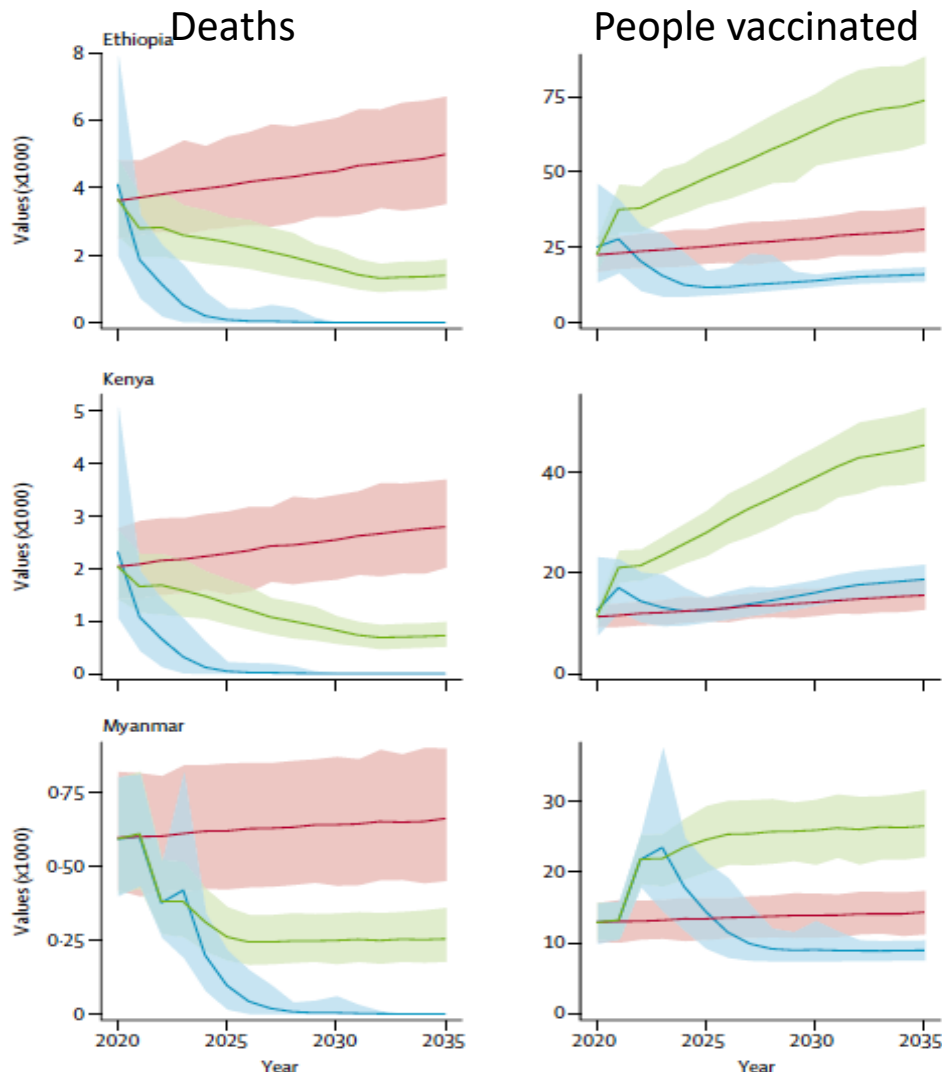 Deaths
People vaccinated
Ethiopia
Values (x1000)
8
6
4
2
0
75
50
25
0
Kenya
Values (x1000)
5
4
3
2
1
0
40
20
0
Myanmar
Values (x1000)
0·75
0·50
0·25
0
2020 2025 2030 2035
Year
30
20
10
0
2020 2025 2030 2035
Year